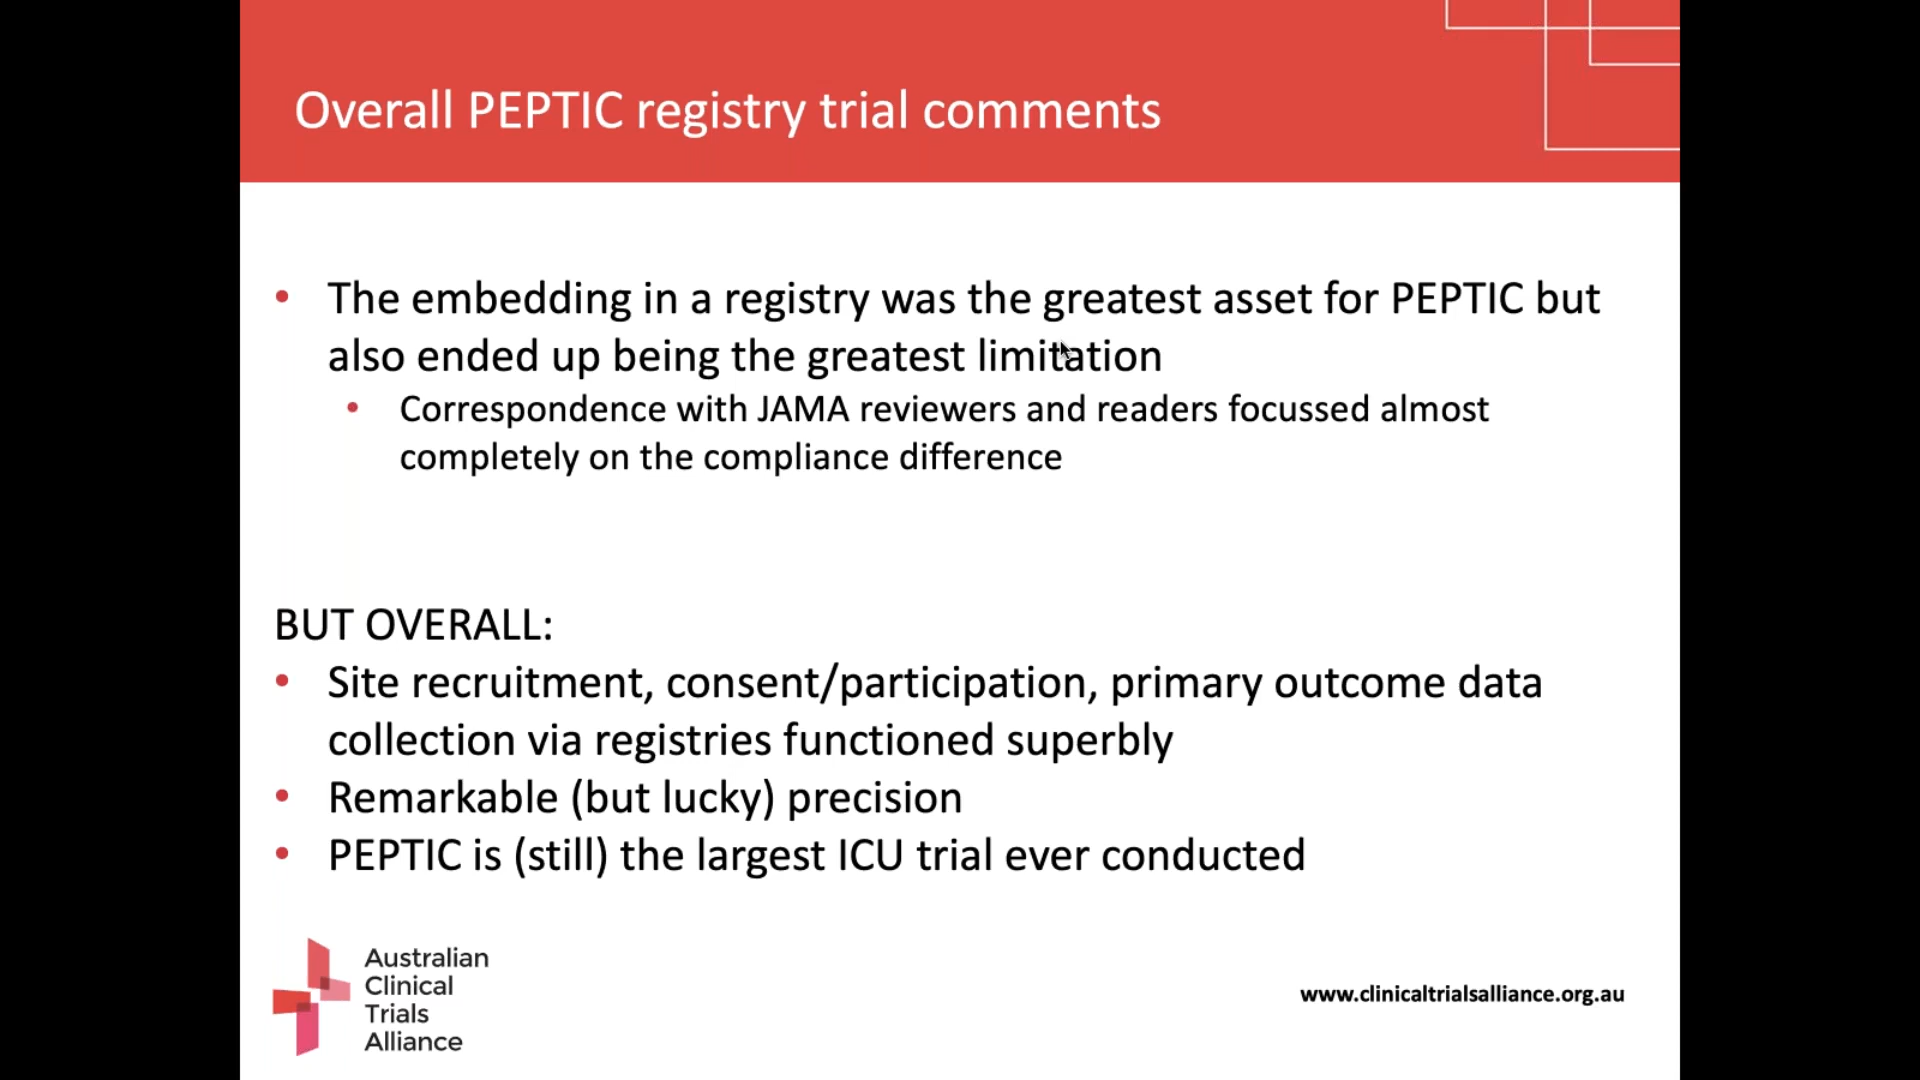 Overall PEPTIC registry trial comments
• The embedding in a registry was the greatest asset for PEPTIC but
also ended up being the greatest limitation
• Correspondence with JAMA reviewers and readers focussed almost
completely on the compliance difference
BUT OVERALL:
• Site recruitment, consent/participation, primary outcome data
collection via registries functioned superbly
• Remarkable (but lucky) precision
• PEPTIC is (still) the largest ICU trial ever conducted
Australian
Clinical
Trials
Alliance
www.clinicaltrialsalliance.org.au